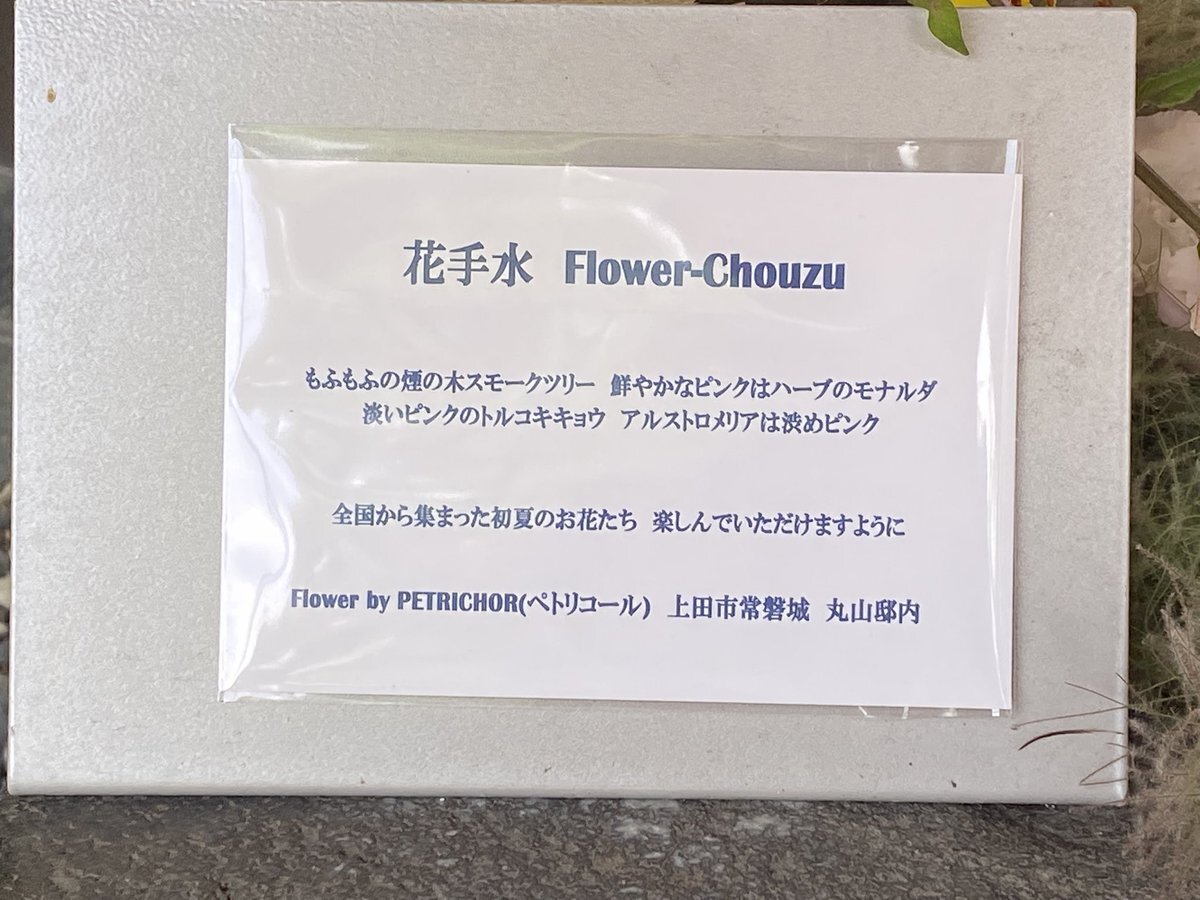 花手水　Flower-Chouzu
もふもふの煙の木スモークツリー　鮮やかなピンクはハーブのモナルダ
淡いピンクのトルコキキョウ　アルストロメリアは渋めピンク
全国から集まった初夏のお花たち　楽しんでいただけますように
Flower by PETRICHOR(ペトリコール)　上田市常磐城　丸山邸内